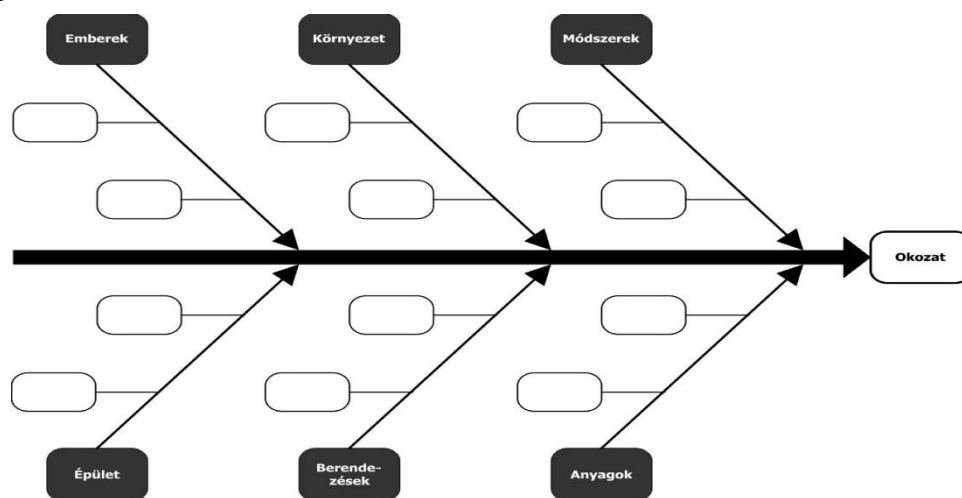 Emberek
Környezet
Módszerek
Okozat
Épület
Berende-
zések
Anyagok